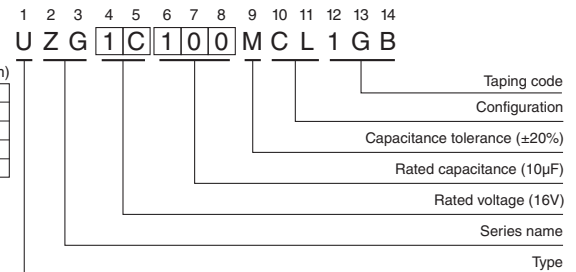 1 2 3 4 5 6 7 8 9 10 11 12 13 14
U Z G 1 C 1 0 0 M C L 1 G B
Taping code
Configuration
Capacitance tolerance (±20%)
Rated capacitance (10μF)
Rated voltage (16V)
Series name
Type